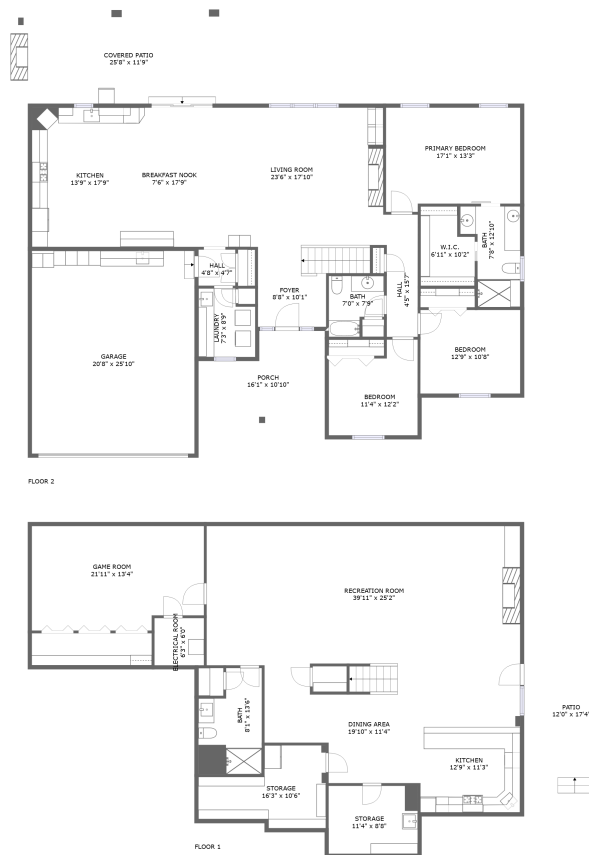 COVERED PATIO
25'8" x 11'9"
PRIMARY BEDROOM
17'1" x 13'3"
KITCHEN
13'9" x 17'9"
BREAKFAST NOOK
7'6" x 17'9"
LIVING ROOM
23'6" x 17'10"
W.I.C.
6'11" x 10'2"
BATH
7'8" x 12'10"
HALL
4'8" x 4'7"
FOYER
8'8" x 10'1"
BATH
7'0" x 7'9"
HALL
4'5" x 15'7"
LAUNDRY
7'3" x 8'9"
GARAGE
20'8" x 25'10"
BEDROOM
12'9" x 10'8"
PORCH
16'1" x 10'10"
BEDROOM
11'4" x 12'2"
FLOOR 2
GAME ROOM
21'11" x 13'4"
RECREATION ROOM
39'11" x 25'2"
ELECTRICAL ROOM
6'3" x 6'0"
BATH
8'1" x 13'6"
DINING AREA
19'10" x 11'4"
PATIO
12'0" x 17'4"
KITCHEN
12'9" x 11'3"
STORAGE
16'3" x 10'6"
STORAGE
11'4" x 8'8"
FLOOR 1